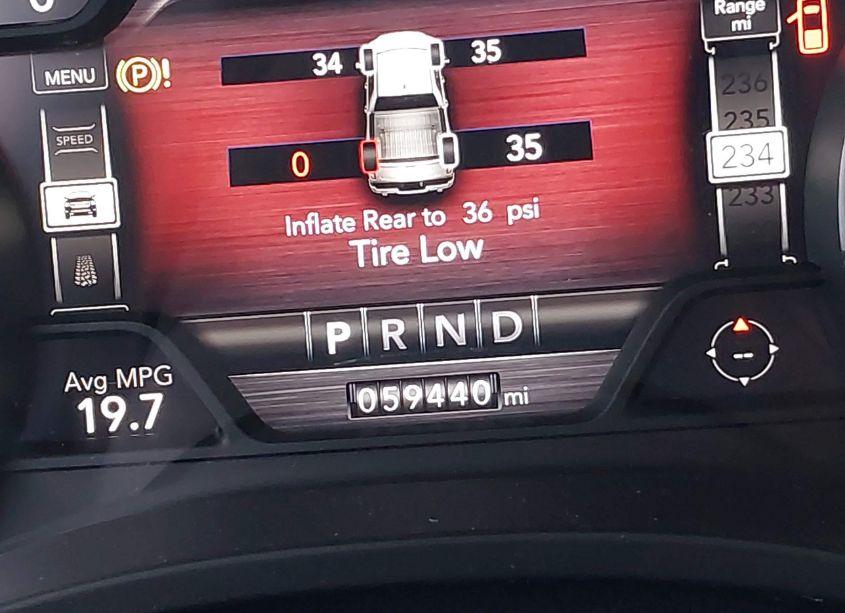 Range
mi
MENU
(P)!
34
35
236
235
234
233
SPEED
0
35
Inflate Rear to 36 psi
Tire Low
P R N D
Avg MPG
19.7
059440 mi
--